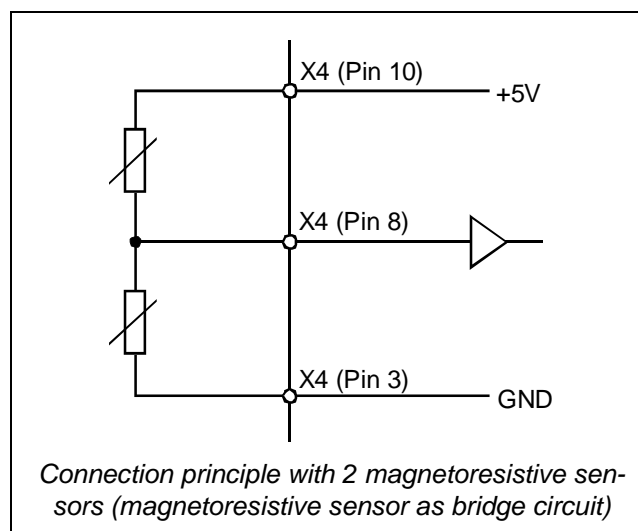 X4 (Pin 10)
+5V
X4 (Pin 8)
X4 (Pin 3)
GND
Connection principle with 2 magnetoresistive sen-
sors (magnetoresistive sensor as bridge circuit)